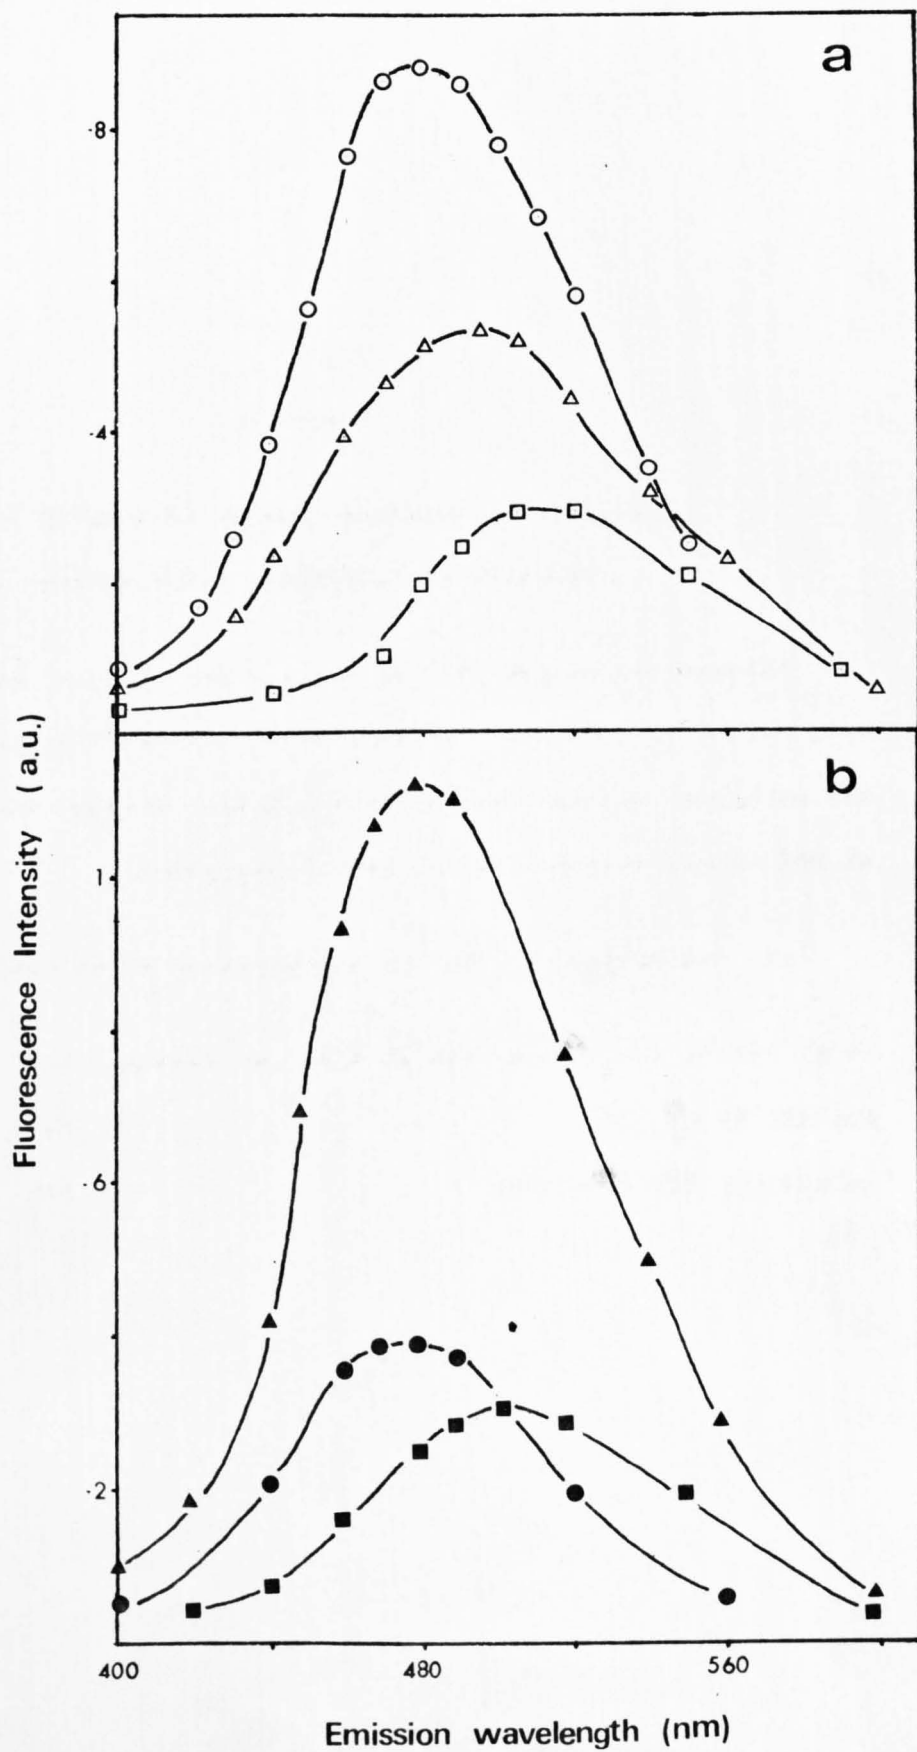 a
·8
·4
Fluorescence Intensity (a.u.)
b
1·
·6
·2
400
480
560
Emission wavelength (nm)